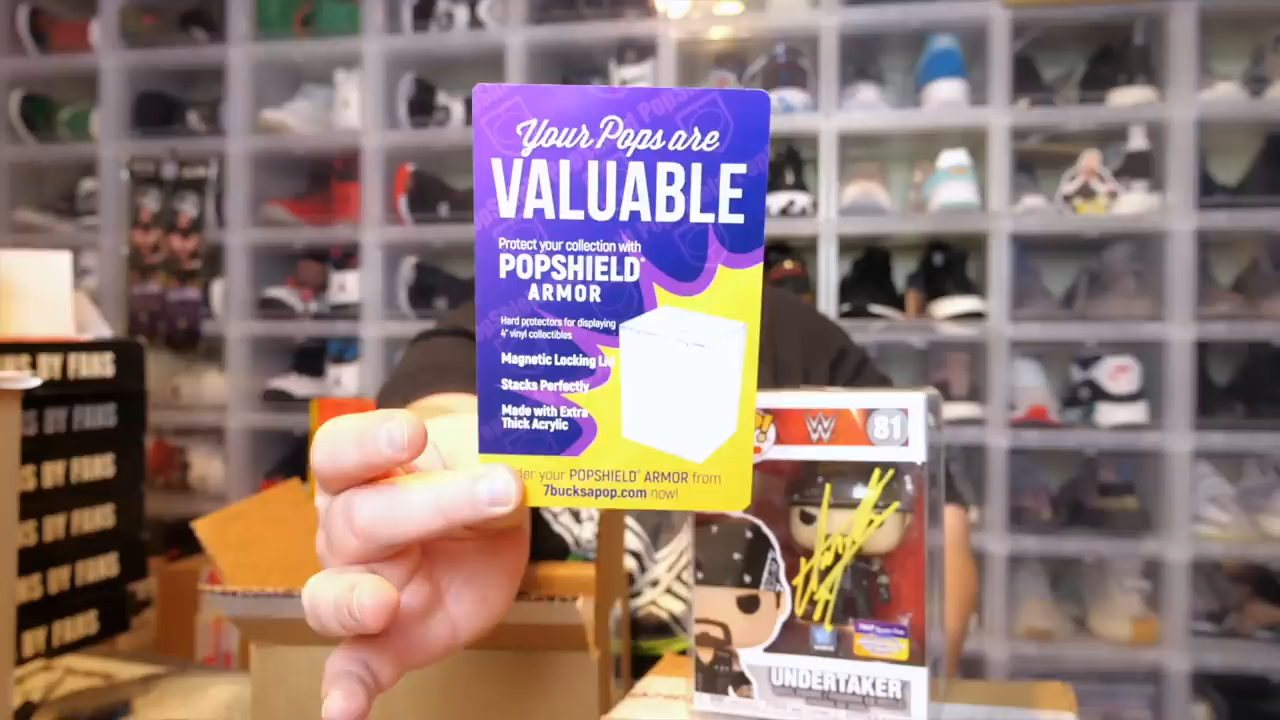 Your Pops are
VALUABLE
Protect your collection with
POPSHIELD®
ARMOR
Hard protectors for displaying
4" vinyl collectibles
Magnetic Locking
Stacks Perfectly
Made with Extra
Thick Acrylic
your POPSHIELD® ARMOR from
7bucksapop.com now!
W
81
UNDERTAKER
BY FANS
BY FANS
BY FANS
BY FANS
BY FANS
BY FANS